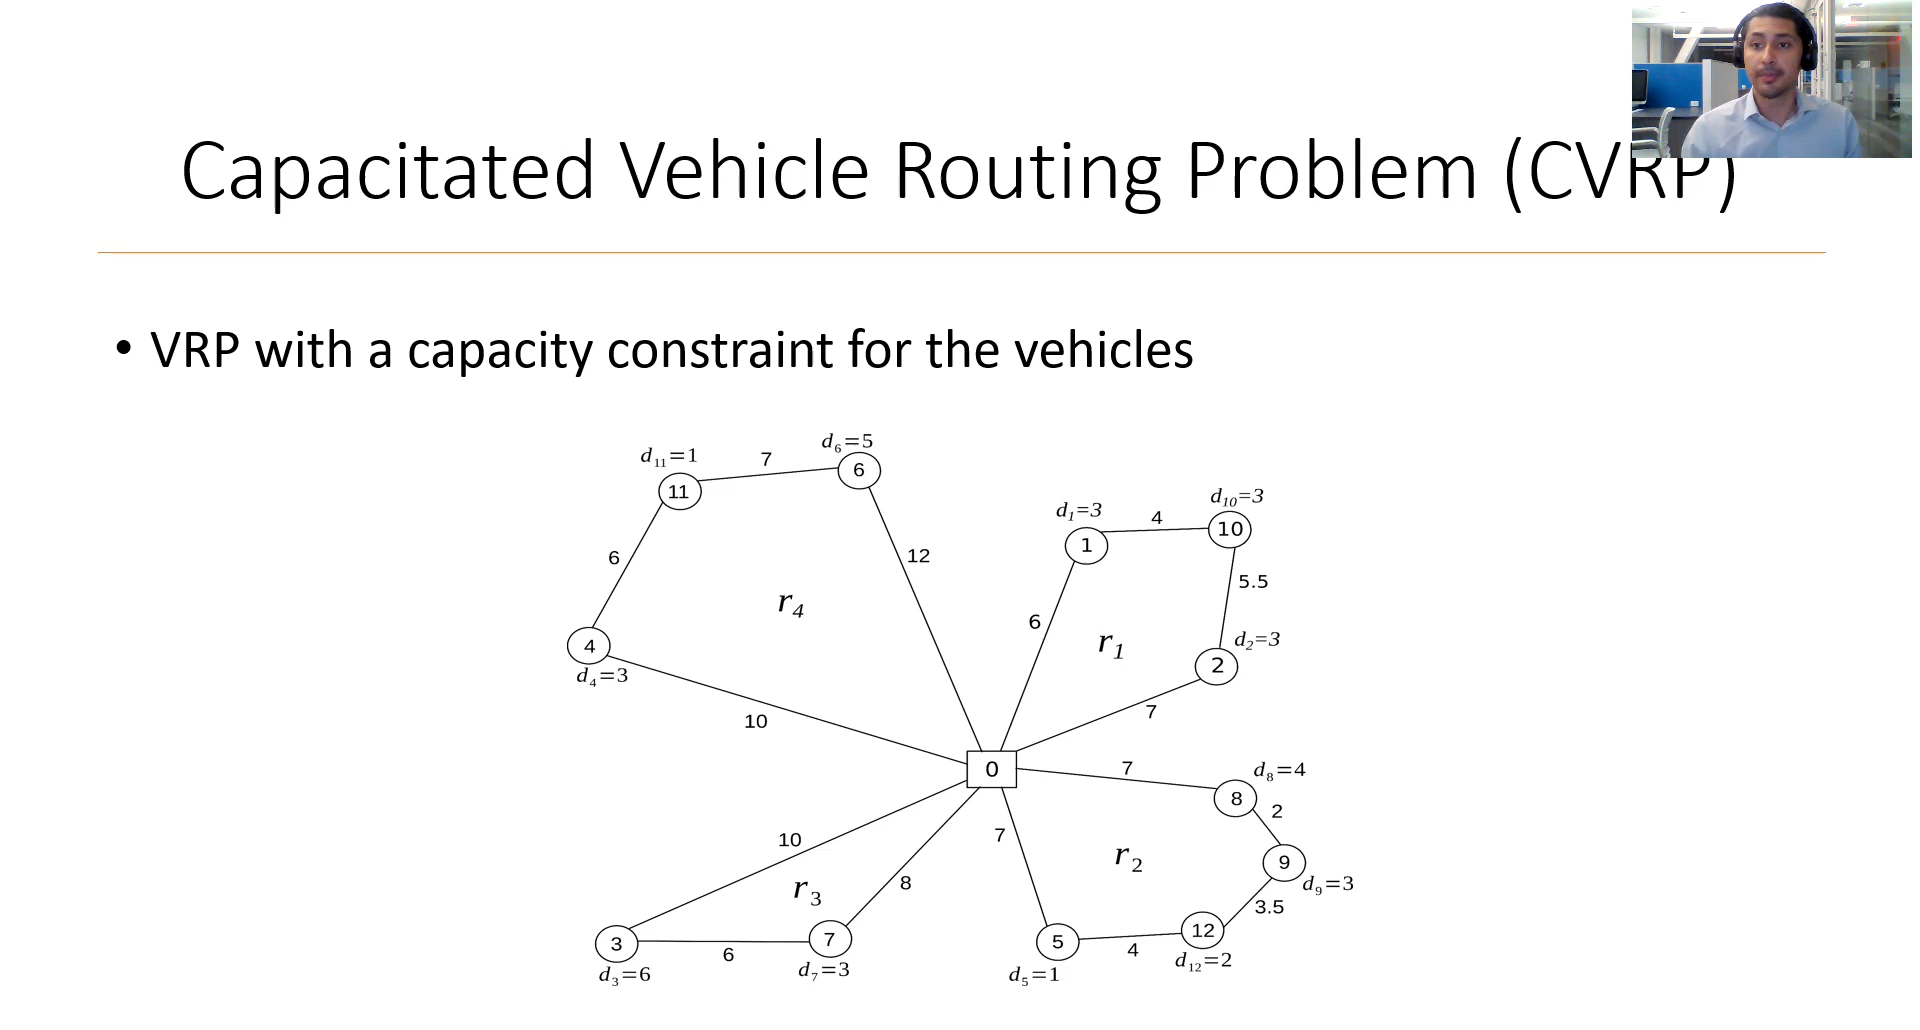 Capacitated Vehicle Routing Problem (CVRP)
• VRP with a capacity constraint for the vehicles
d6=5
d11=1
7
6
11
d10=3
d1=3
4
10
1
6
12
5.5
r4
6
r1
d2=3
4
2
d4=3
7
10
0
7
d8=4
8
2
7
10
r2
9
r3
8
d9=3
3.5
12
3
7
5
6
4
d12=2
d3=6
d7=3
d5=1